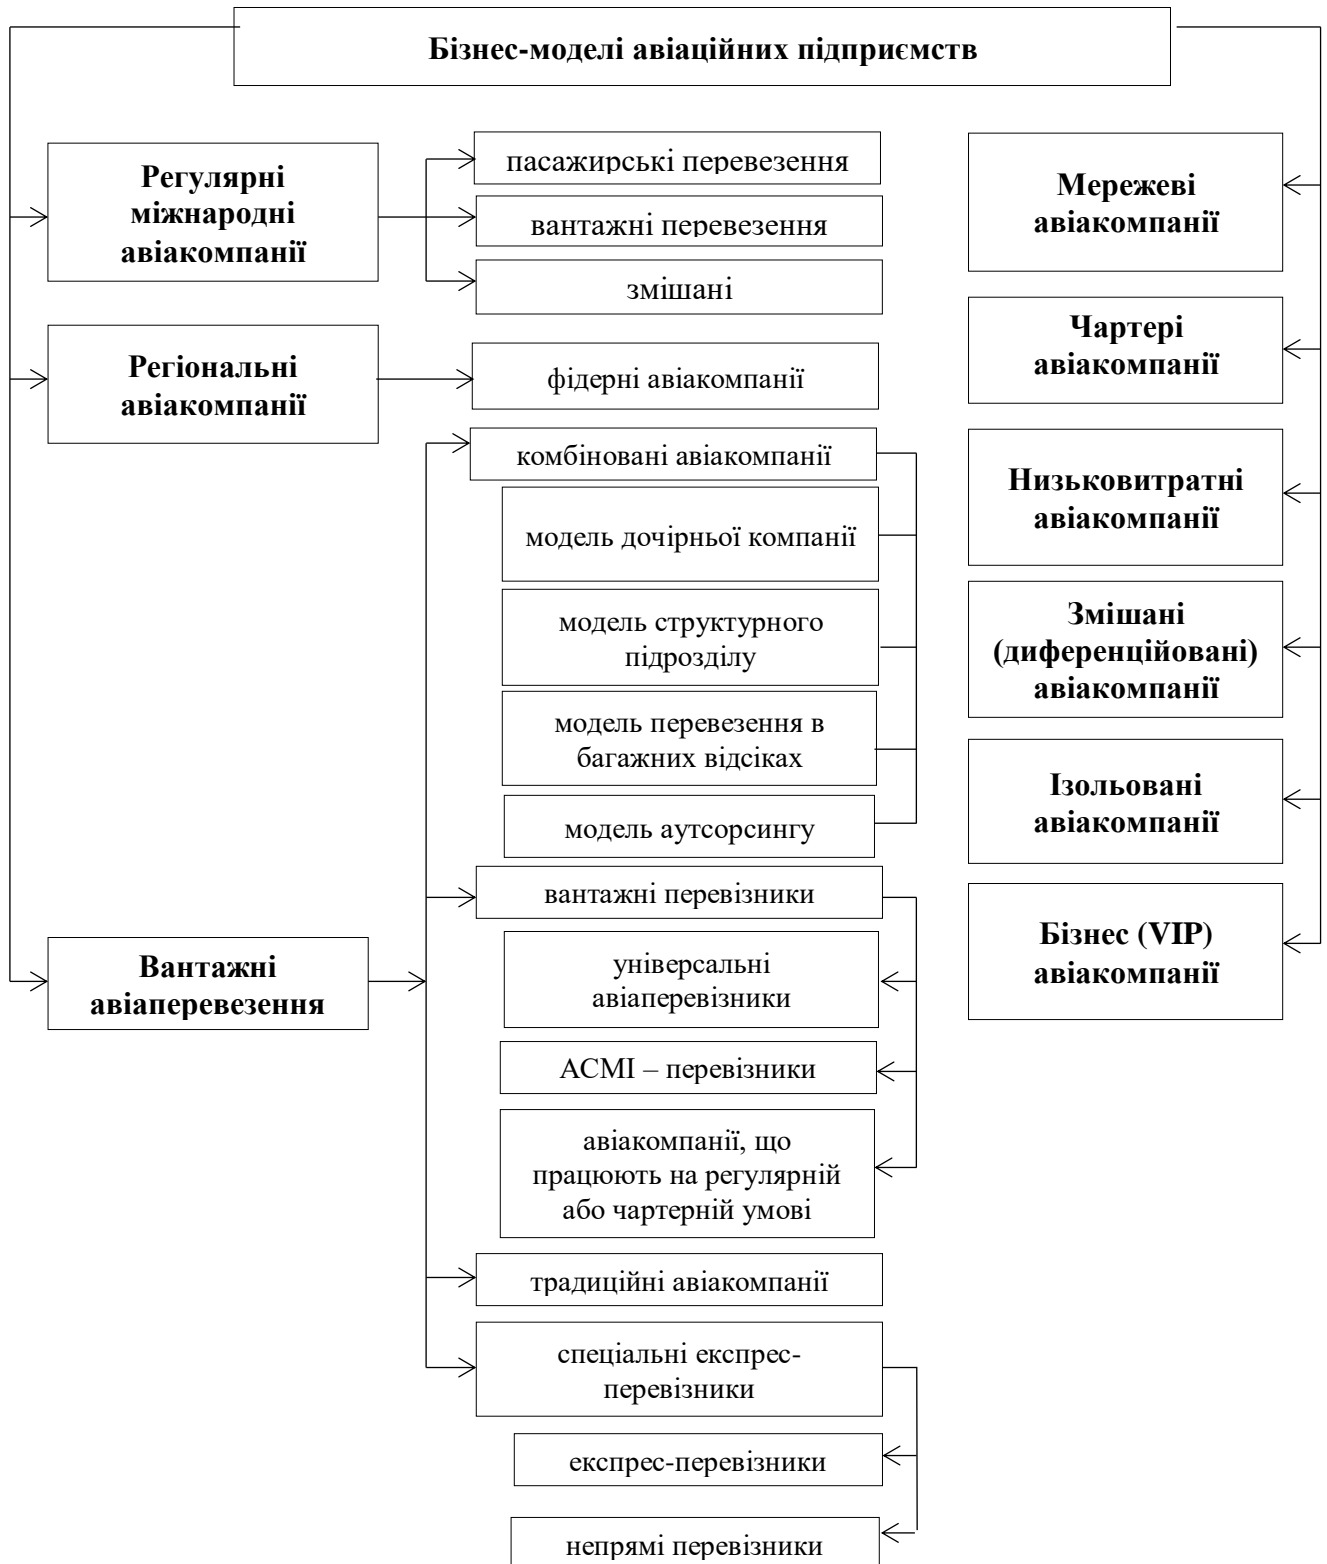 Бізнес-моделі авіаційних підприємств
Регулярні
міжнародні
авіакомпанії
пасажирські перевезення
вантажні перевезення
змішані
Регіональні
авіакомпанії
фідерні авіакомпанії
Вантажні
авіаперевезення
комбіновані авіакомпанії
модель дочірньої компанії
модель структурного
підрозділу
модель перевезення в
багажних відсіках
модель аутсорсингу
вантажні перевізники
універсальні
авіаперевізники
АСМІ – перевізники
авіакомпанії, що
працюють на регулярній
або чартерній умові
традиційні авіакомпанії
спеціальні експрес-
перевізники
експрес-перевізники
непрямі перевізники
Мережеві
авіакомпанії
Чартері
авіакомпанії
Низьковитратні
авіакомпанії
Змішані
(диференційовані)
авіакомпанії
Ізольовані
авіакомпанії
Бізнес (VIP)
авіакомпанії